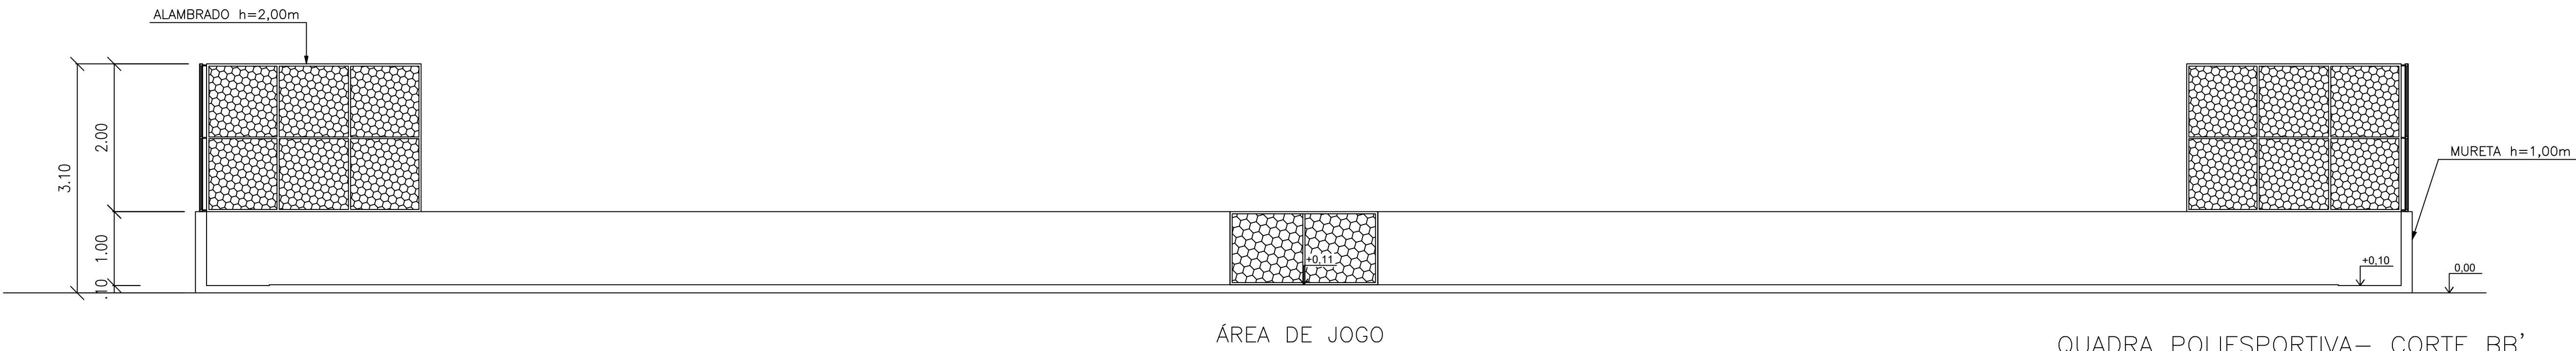 ALAMBRADO h=2,00m
3.10
2.00
1.00
.10
MURETA h=1,00m
+0,11
+0,10
0,00
ÁREA DE JOGO
QUADRA POLIESPORTIVA- CORTE BB'